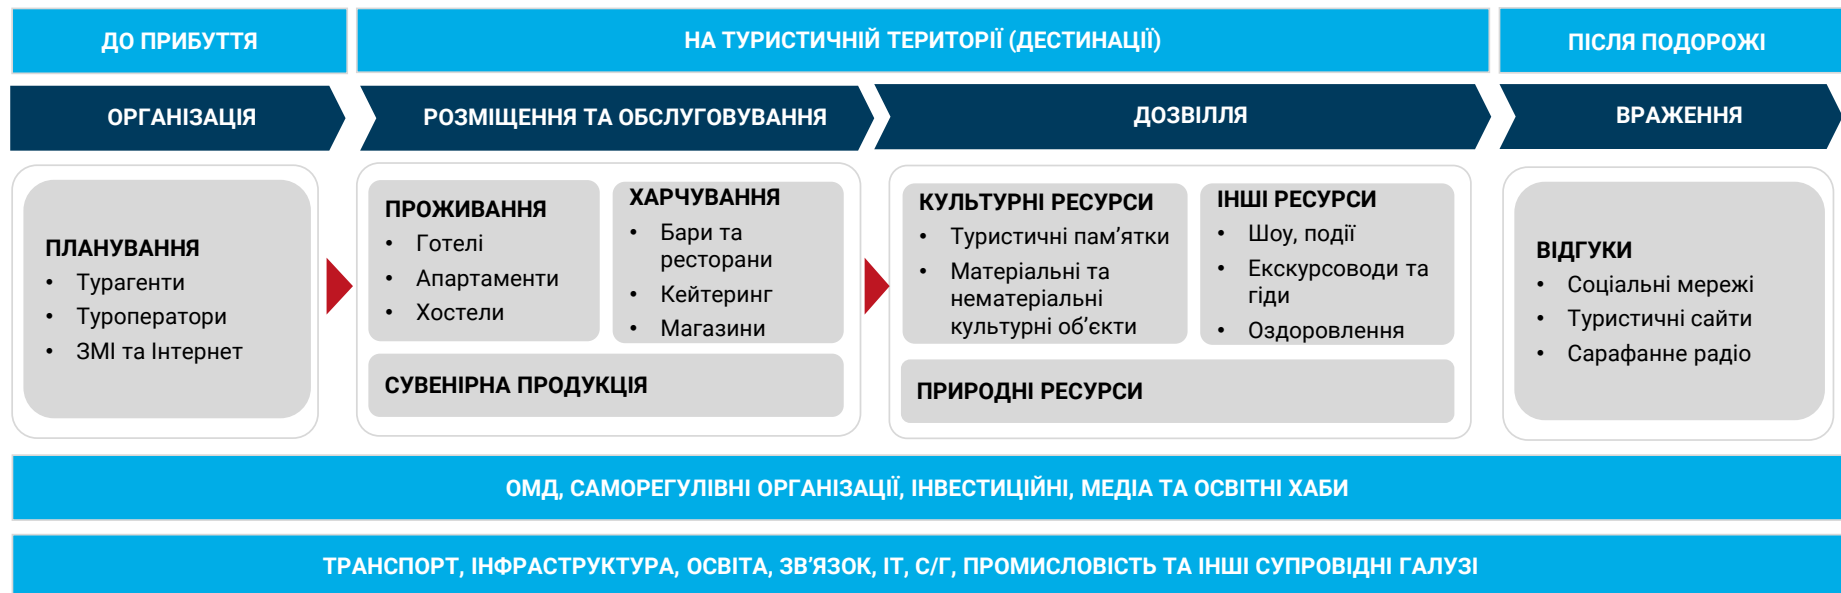 ДО ПРИБУТТЯ
НА ТУРИСТИЧНІЙ ТЕРИТОРІЇ (ДЕСТИНАЦІЇ)
ПІСЛЯ ПОДОРОЖІ
ОРГАНІЗАЦІЯ
РОЗМІЩЕННЯ ТА ОБСЛУГОВУВАННЯ
ДОЗВІЛЛЯ
ВРАЖЕННЯ
ПЛАНУВАННЯ
• Турагенти
• Туроператори
• ЗМІ та Інтернет
ПРОЖИВАННЯ
• Готелі
• Апартаменти
• Хостели
ХАРЧУВАННЯ
• Бари та
ресторани
• Кейтеринг
• Магазини
СУВЕНІРНА ПРОДУКЦІЯ
КУЛЬТУРНІ РЕСУРСИ
• Туристичні пам’ятки
• Матеріальні та
нематеріальні
культурні об’єкти
ІНШІ РЕСУРСИ
• Шоу, події
• Екскурсоводи та
гіди
• Оздоровлення
ПРИРОДНІ РЕСУРСИ
ВІДГУКИ
• Соціальні мережі
• Туристичні сайти
• Сарафанне радіо
ОМД, САМОРЕГУЛІВНІ ОРГАНІЗАЦІЇ, ІНВЕСТИЦІЙНІ, МЕДІА ТА ОСВІТНІ ХАБИ
ТРАНСПОРТ, ІНФРАСТРУКТУРА, ОСВІТА, ЗВ’ЯЗОК, ІТ, С/Г, ПРОМИСЛОВІСТЬ ТА ІНШІ СУПРОВІДНІ ГАЛУЗІ